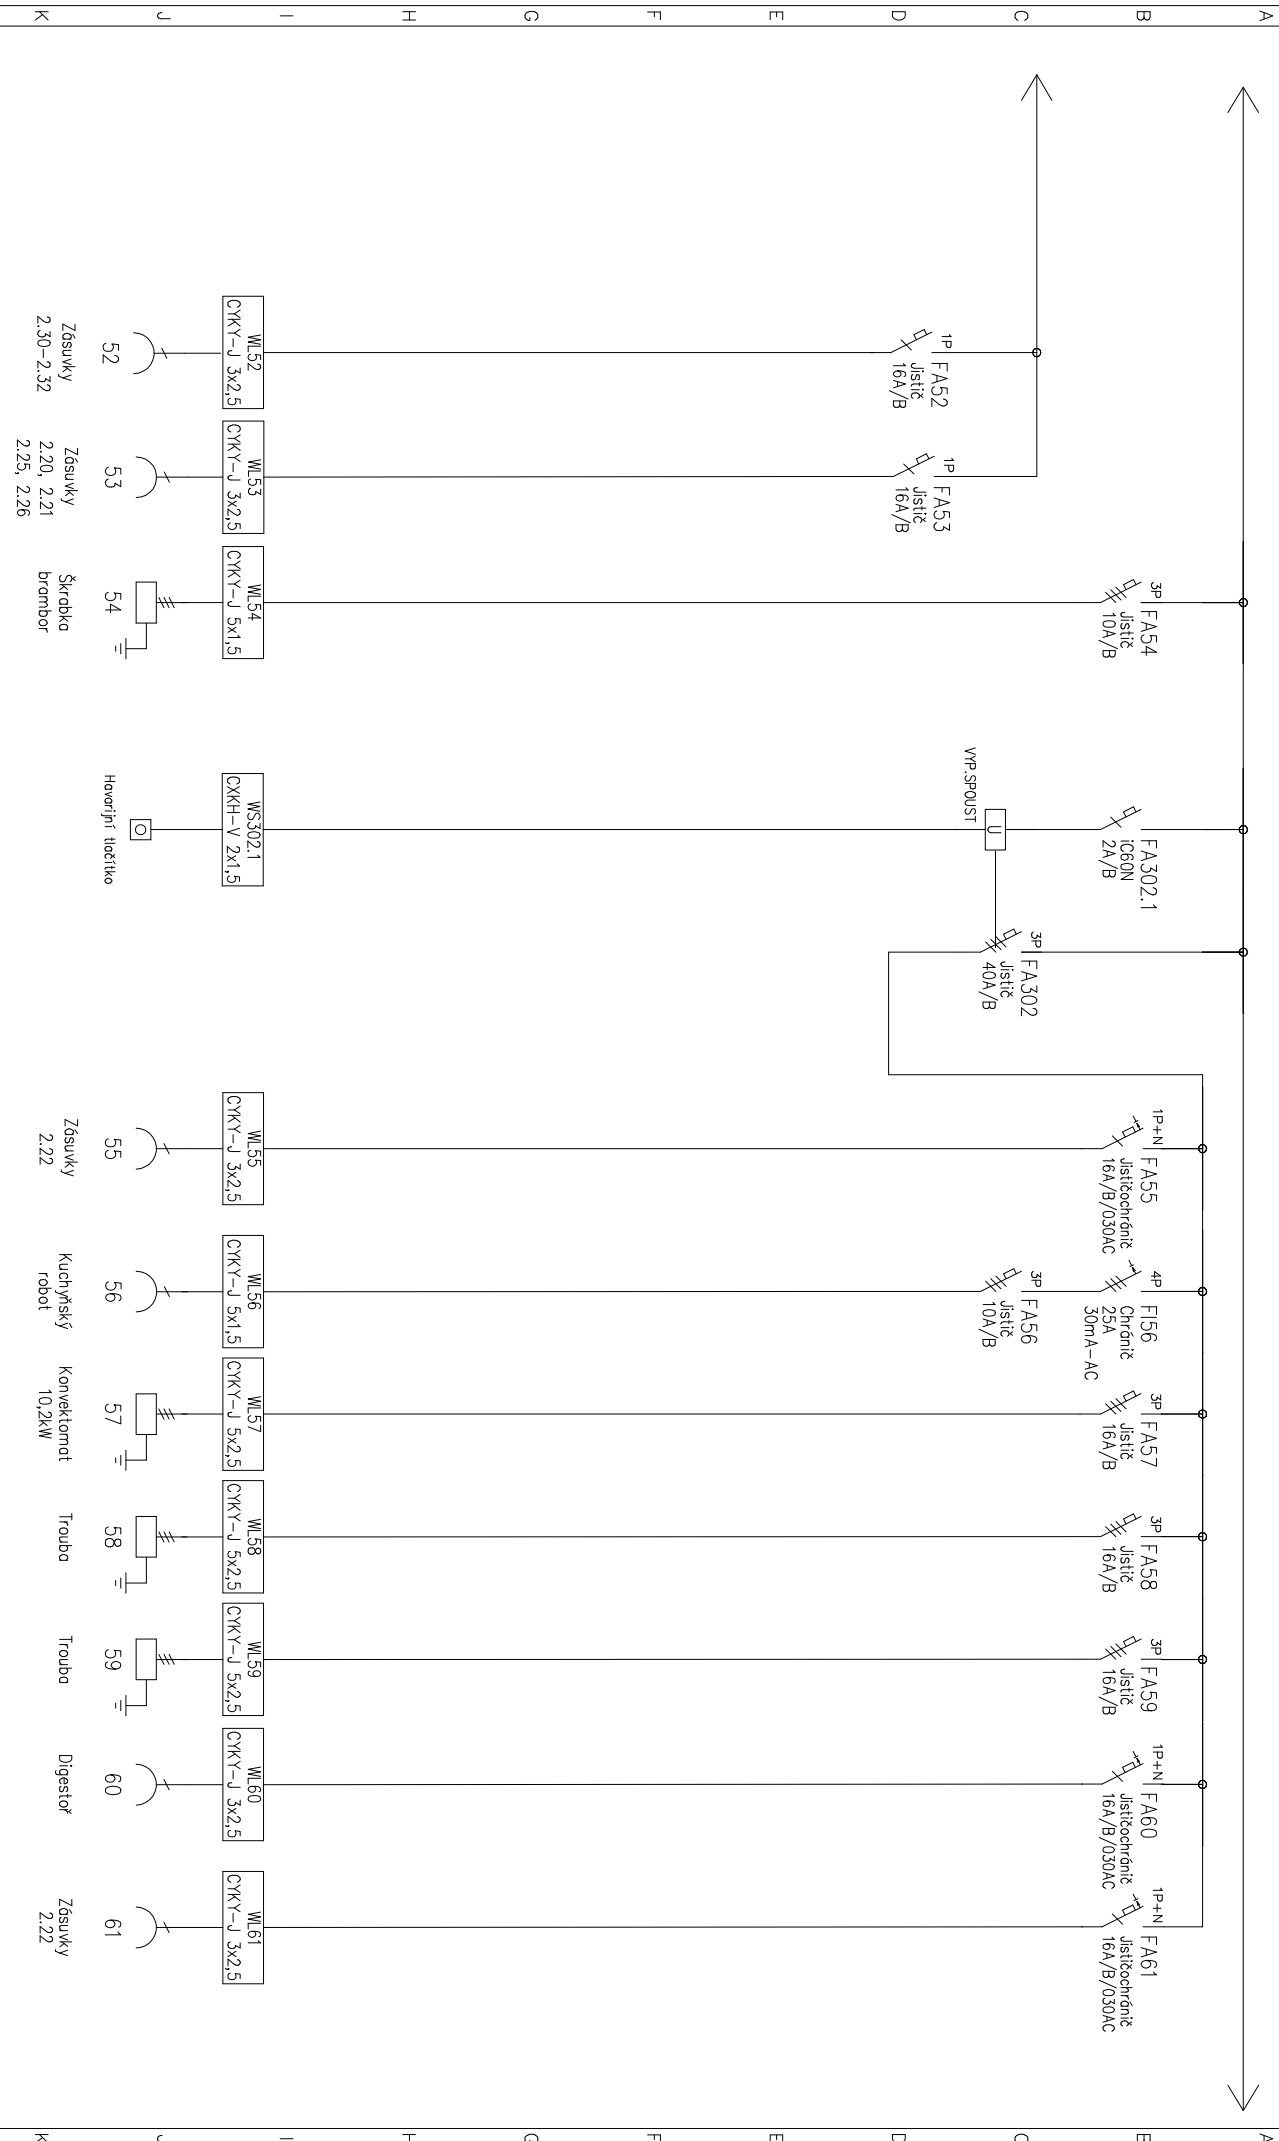 A
B
C
D
E
F
G
H
I
J
K
1P
FA52
Jistič
16A/B
WL52
CYKY-J 3x2,5
52
Zásuvky
2.30-2.32
1P
FA53
Jistič
16A/B
WL53
CYKY-J 3x2,5
53
Zásuvky
2.20, 2.21
2.25, 2.26
3P
FA54
Jistič
10A/B
WL54
CYKY-J 5x1,5
54
Škrabka
brambor
FA302.1
iC60N
2A/B
VYP.SPOUST
U
WS302.1
CXKH-V 2x1,5
Havarijní tlačítko
3P
FA302
Jistič
40A/B
1P+N
FA55
Jističochránič
16A/B/030AC
WL55
CYKY-J 3x2,5
55
Zásuvky
2.22
4P
FI56
Chránič
25A
30mA-AC
3P
FA56
Jistič
10A/B
WL56
CYKY-J 5x1,5
56
Kuchyňský
robot
3P
FA57
Jistič
16A/B
WL57
CYKY-J 5x2,5
57
Konvektomat
10,2kW
3P
FA58
Jistič
16A/B
WL58
CYKY-J 5x2,5
58
Trouba
3P
FA59
Jistič
16A/B
WL59
CYKY-J 5x2,5
59
Trouba
1P+N
FA60
Jističochránič
16A/B/030AC
WL60
CYKY-J 3x2,5
60
Digestoř
1P+N
FA61
Jističochránič
16A/B/030AC
WL61
CYKY-J 3x2,5
61
Zásuvky
2.22
A
B
C
D
E
F
G
H
I
J
K